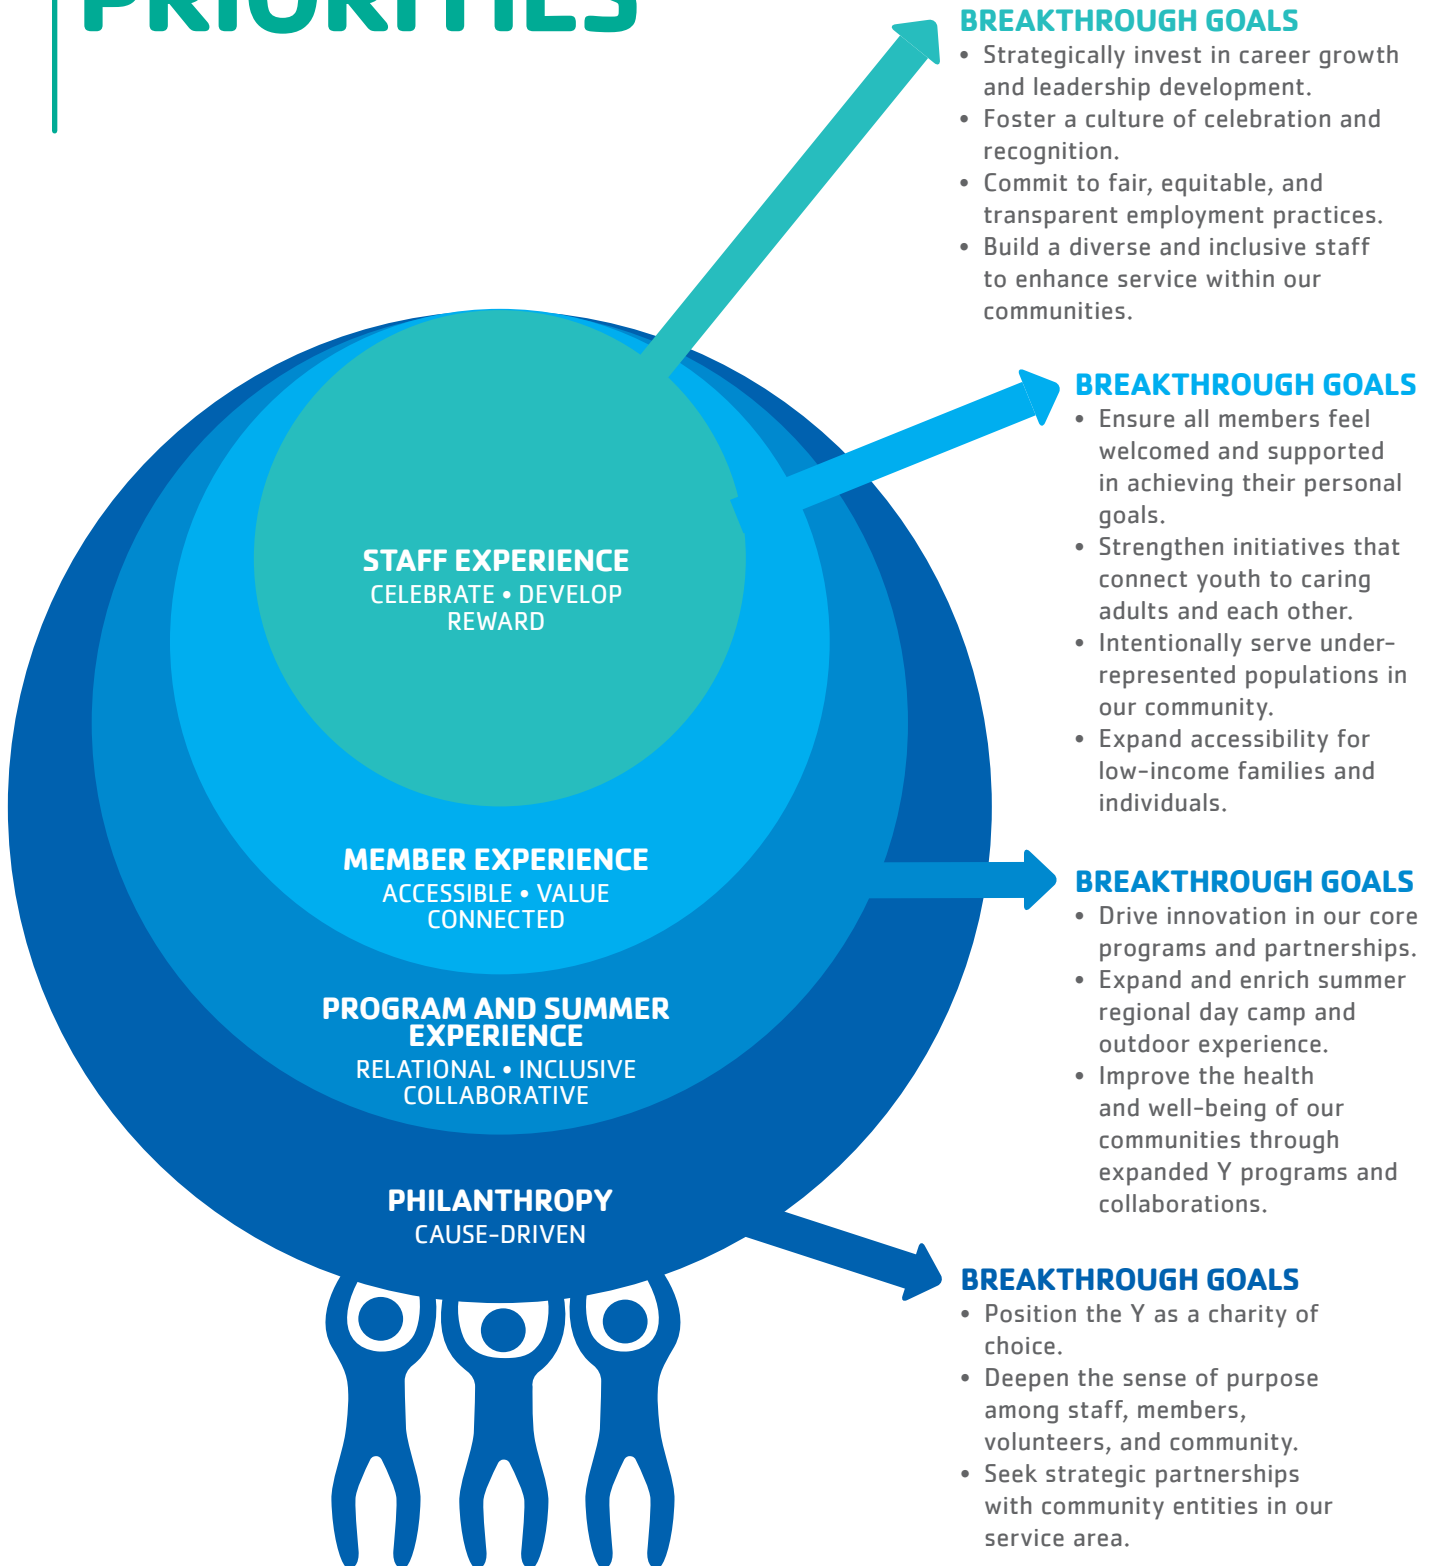 PRIORITIES
BREAKTHROUGH GOALS
• Strategically invest in career growth
and leadership development.
• Foster a culture of celebration and
recognition.
• Commit to fair, equitable, and
transparent employment practices.
• Build a diverse and inclusive staff
to enhance service within our
communities.
BREAKTHROUGH GOALS
• Ensure all members feel
welcomed and supported
in achieving their personal
goals.
• Strengthen initiatives that
connect youth to caring
adults and each other.
• Intentionally serve under-
represented populations in
our community.
• Expand accessibility for
low-income families and
individuals.
BREAKTHROUGH GOALS
• Drive innovation in our core
programs and partnerships.
• Expand and enrich summer
regional day camp and
outdoor experience.
• Improve the health
and well-being of our
communities through
expanded Y programs and
collaborations.
BREAKTHROUGH GOALS
• Position the Y as a charity of
choice.
• Deepen the sense of purpose
among staff, members,
volunteers, and community.
• Seek strategic partnerships
with community entities in our
service area.
STAFF EXPERIENCE
CELEBRATE • DEVELOP
REWARD
MEMBER EXPERIENCE
ACCESSIBLE • VALUE
CONNECTED
PROGRAM AND SUMMER
EXPERIENCE
RELATIONAL • INCLUSIVE
COLLABORATIVE
PHILANTHROPY
CAUSE-DRIVEN